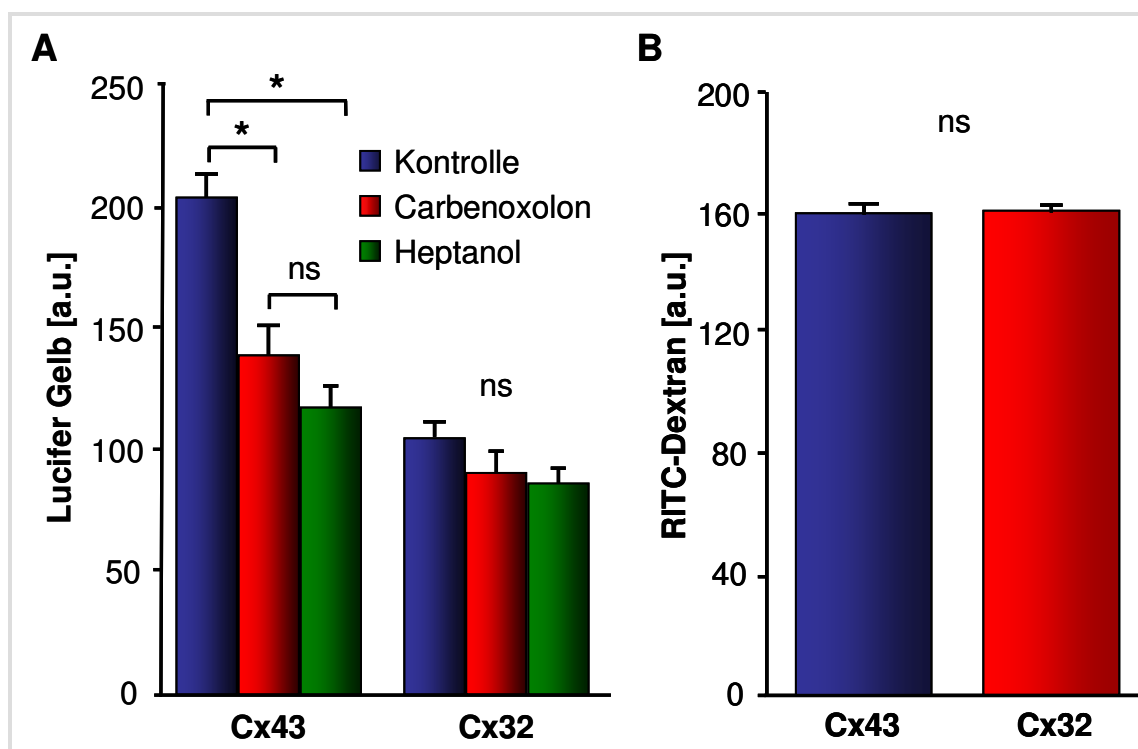 A
Lucifer Gelb [a.u.]
250
200
150
100
50
0
*
*
ns
ns
Kontrolle
Carbenoxolon
Heptanol
Cx43 Cx32
B
RITC-Dextran [a.u.]
200
160
120
80
40
0
ns
Cx43 Cx32